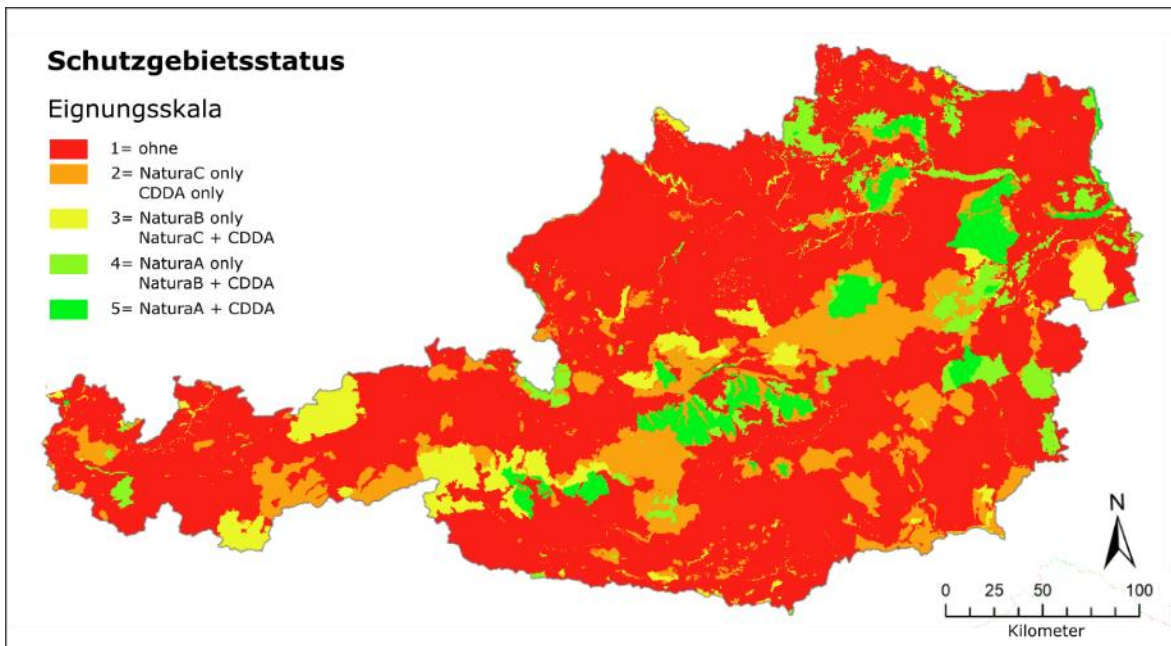 Schutzgebietsstatus
Eignungsskala
1= ohne
2= NaturaC only
CDDA only
3= NaturaB only
NaturaC + CDDA
4= NaturaA only
NaturaB + CDDA
5= NaturaA + CDDA
N
0 25 50 100
Kilometer